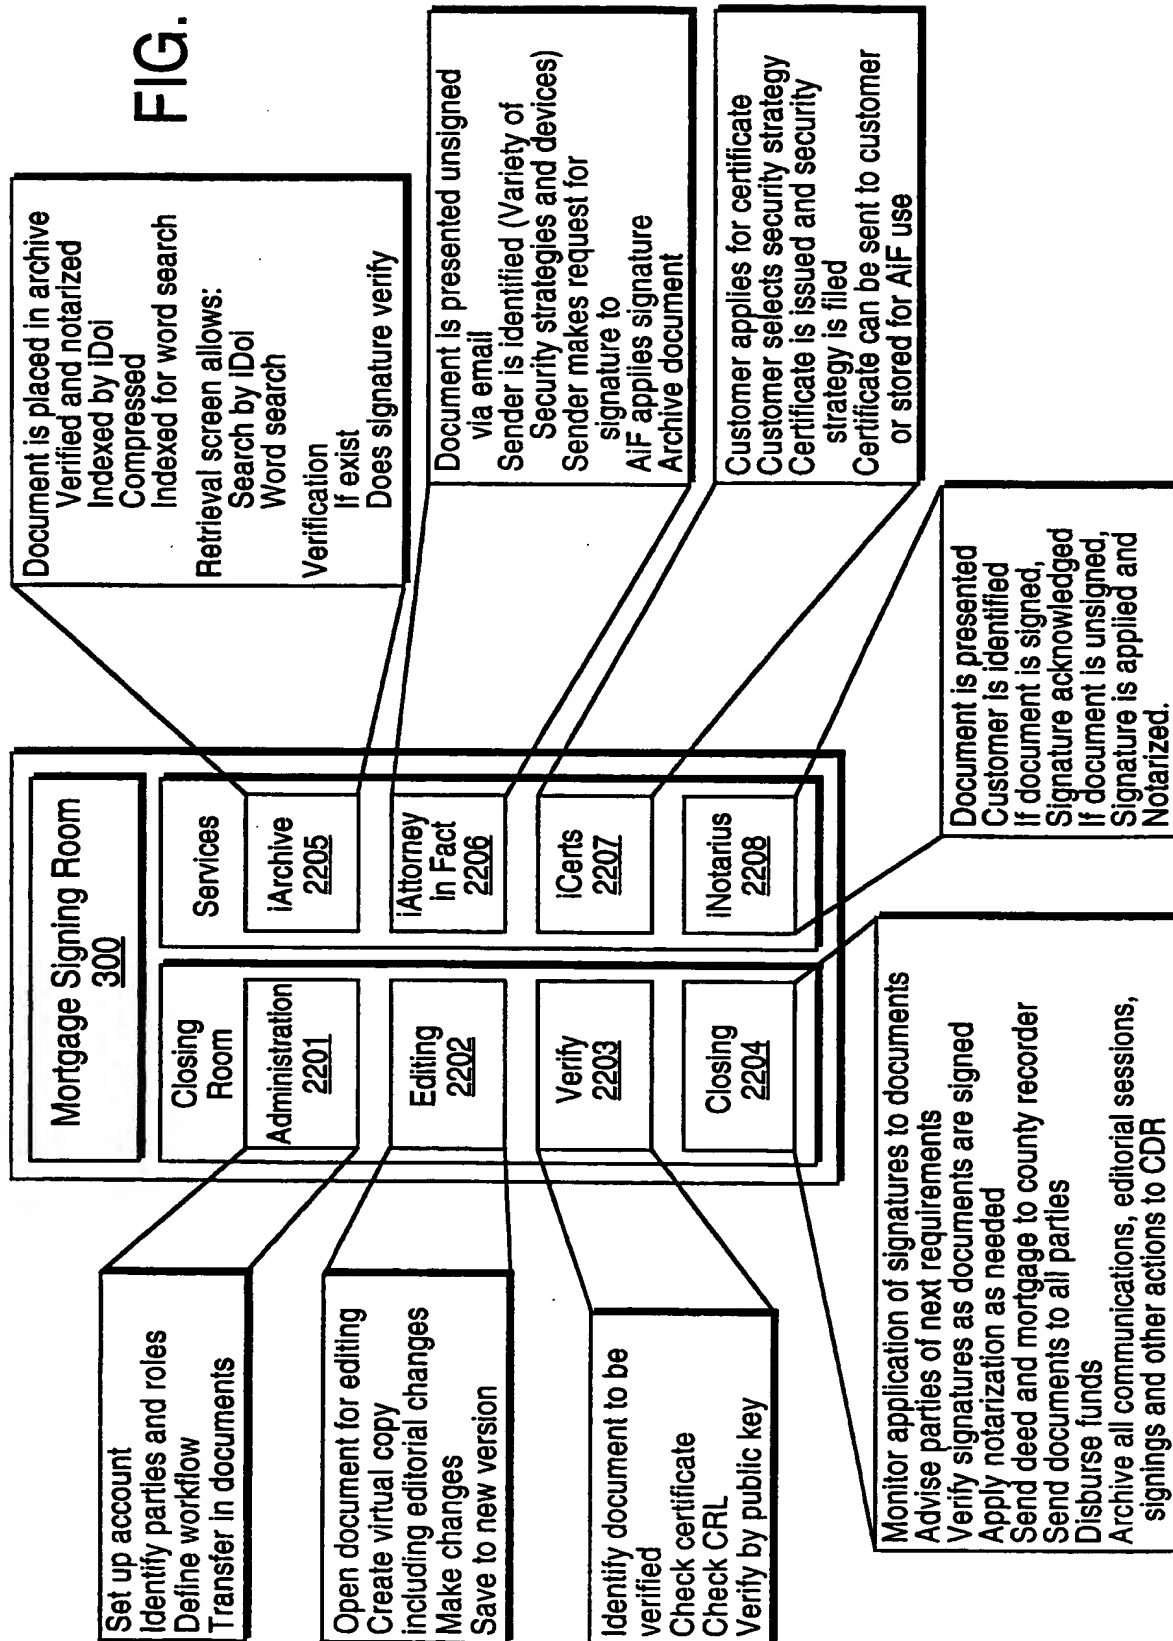 FIG.
Mortgage Signing Room
300
Closing
Room
Administration
2201
Editing
2202
Verify
2203
Closing
2204
Services
iArchive
2205
iAttorney
in Fact
2206
iCerts
2207
iNotarius
2208
Set up account
Identify parties and roles
Define workflow
Transfer in documents
Open document for editing
Create virtual copy
including editorial changes
Make changes
Save to new version
Identify document to be
verified
Check certificate
Check CRL
Verify by public key
Monitor application of signatures to documents
Advise parties of next requirements
Verify signatures as documents are signed
Apply notarization as needed
Send deed and mortgage to county recorder
Send documents to all parties
Disburse funds
Archive all communications, editorial sessions,
signings and other actions to CDR
Document is placed in archive
Verified and notarized
Indexed by iDol
Compressed
Indexed for word search
Retrieval screen allows:
Search by iDol
Word search
Verification
If exist
Does signature verify
Document is presented unsigned
via email
Sender is identified (Variety of
Security strategies and devices)
Sender makes request for
signature to
AiF applies signature
Archive document
Customer applies for certificate
Customer selects security strategy
Certificate is issued and security
strategy is filed
Certificate can be sent to customer
or stored for AiF use
Document is presented
Customer is identified
If document is signed,
Signature acknowledged
If document is unsigned,
Signature is applied and
Notarized.